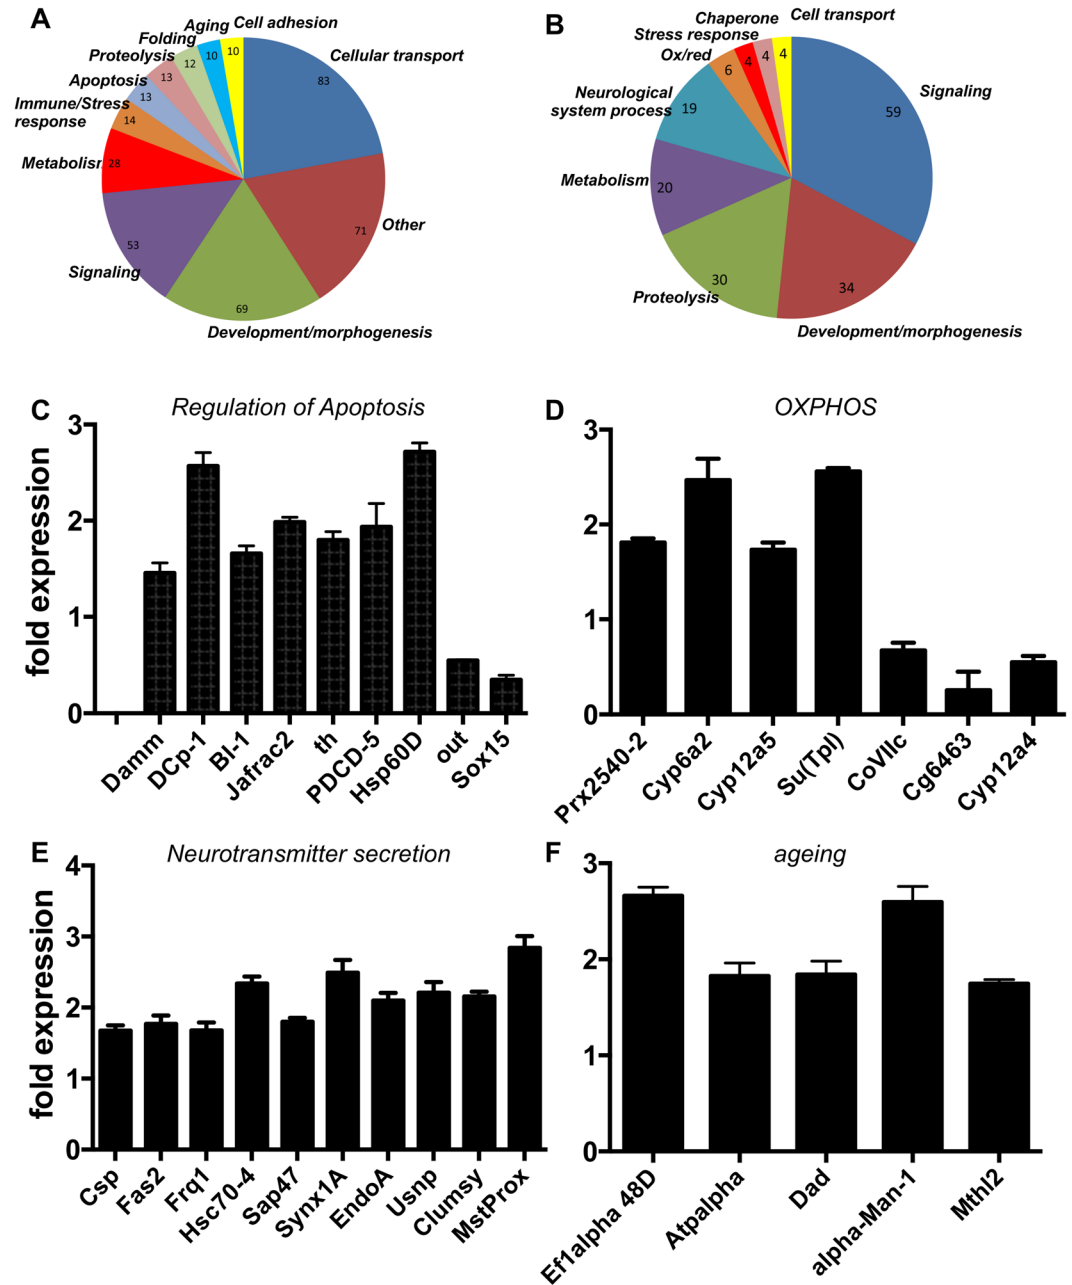 A
Aging
Cell adhesion
Folding
Proteolysis
Apoptosis
Immune/Stress
response
Metabolism
Signaling
Development/morphogenesis
Other
Cellular transport
10
10
12
13
13
14
28
53
69
71
83
B
Chaperone
Cell transport
Stress response
Ox/red
Neurological
system process
Metabolism
Proteolysis
Development/morphogenesis
Signaling
4
4
4
6
19
20
30
34
59
C
Regulation of Apoptosis
fold expression
3
2
1
0
Damm
DCp-1
BI-1
Jafrac2
th
PDCD-5
Hsp60D
out
Sox15
D
OXPHOS
3
2
1
0
Prx2540-2
Cyp6a2
Cyp12a5
Su(Tpl)
CoVIIc
Cg6463
Cyp12a4
E
Neurotransmitter secretion
fold expression
4
3
2
1
0
Csp
Fas2
Frq1
Hsc70-4
Sap47
Synx1A
EndoA
Usnp
Clumsy
MstProx
F
ageing
3
2
1
0
Ef1alpha 48D
Atpalpha
Dad
alpha-Man-1
Mthl2